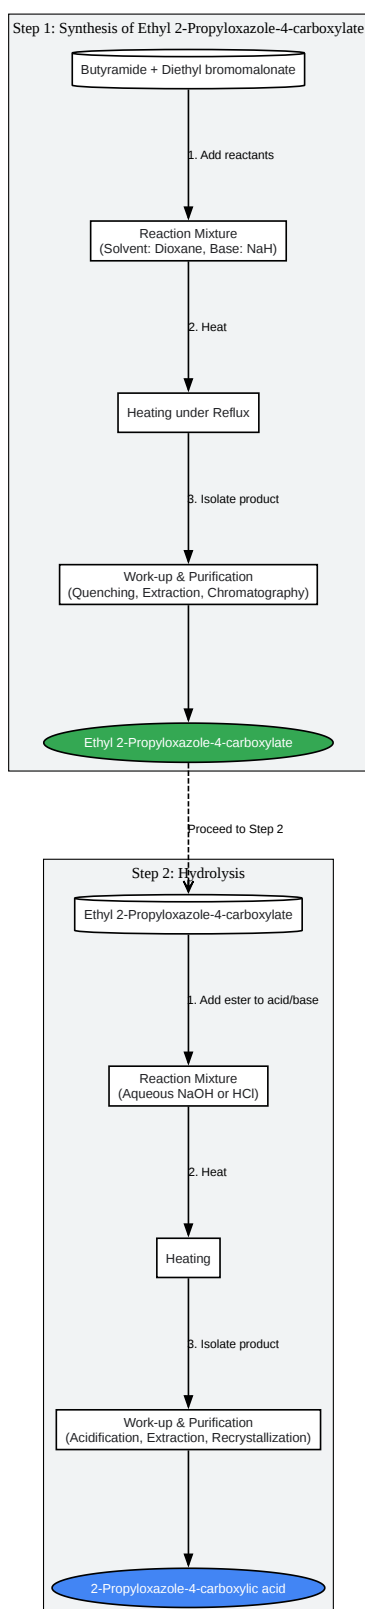 Step 1: Synthesis of Ethyl 2-Propyloxazole-4-carboxylate
Butyramide + Diethyl bromomalonate
1. Add reactants
Reaction Mixture
(Solvent: Dioxane, Base: NaH)
2. Heat
Heating under Reflux
3. Isolate product
Work-up & Purification
(Quenching, Extraction, Chromatography)
Ethyl 2-Propyloxazole-4-carboxylate
Proceed to Step 2
Step 2: Hydrolysis
Ethyl 2-Propyloxazole-4-carboxylate
1. Add ester to acid/base
Reaction Mixture
(Aqueous NaOH or HCl)
2. Heat
Heating
3. Isolate product
Work-up & Purification
(Acidification, Extraction, Recrystallization)
2-Propyloxazole-4-carboxylic acid